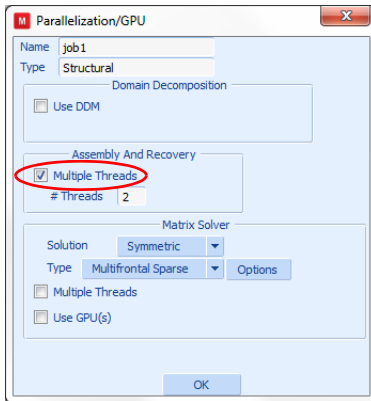 M Parallelization/GPU X
Name job1
Type Structural
Domain Decomposition
Use DDM
Assembly And Recovery
Multiple Threads
# Threads 2
Matrix Solver
Solution Symmetric
Type Multifrontal Sparse Options
Multiple Threads
Use GPU(s)
OK